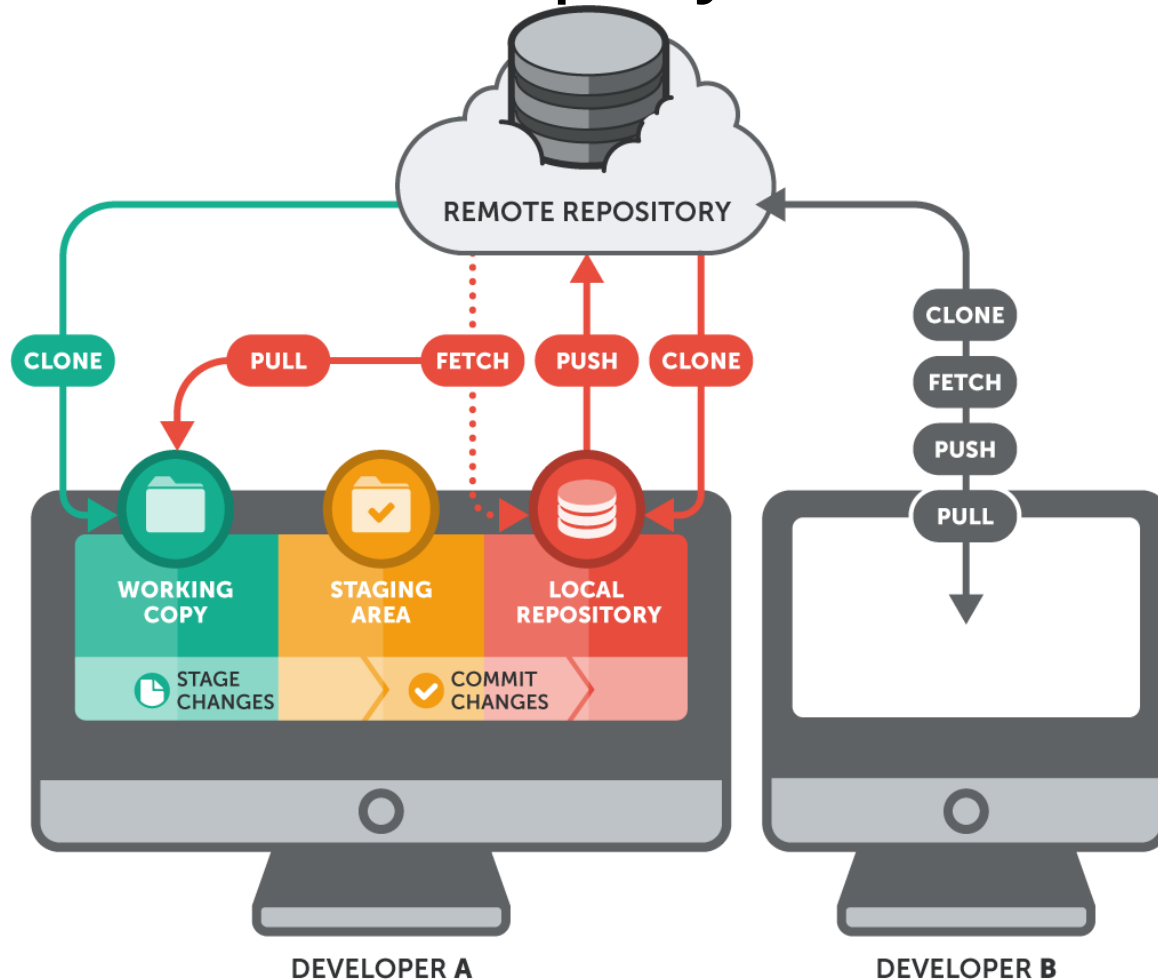 REMOTE REPOSITORY
CLONE
PULL
FETCH
PUSH
CLONE
CLONE
FETCH
PUSH
PULL
WORKING
COPY
STAGING
AREA
LOCAL
REPOSITORY
STAGE
CHANGES
COMMIT
CHANGES
DEVELOPER A
DEVELOPER B